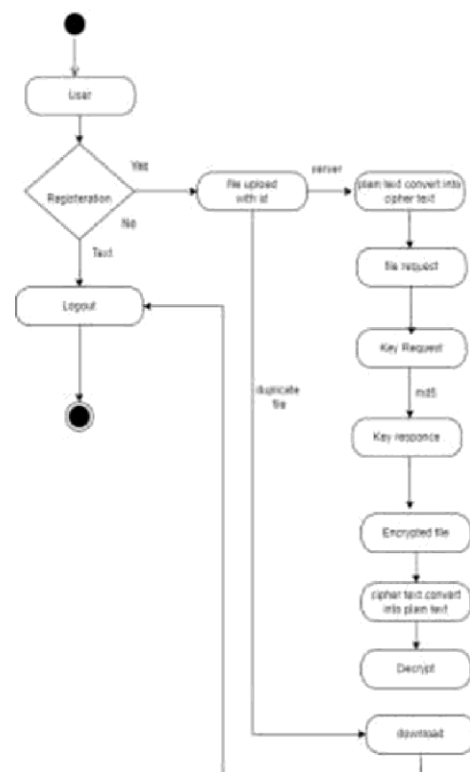 User
Yes
Registeration
No
Text
Logout
file upload
with id
server
plain text convert into
cipher text
file request
Key Request
md5
Key responce
duplicate
file
Encrypted file
cipher text convert
into plain text
Decrypt
download